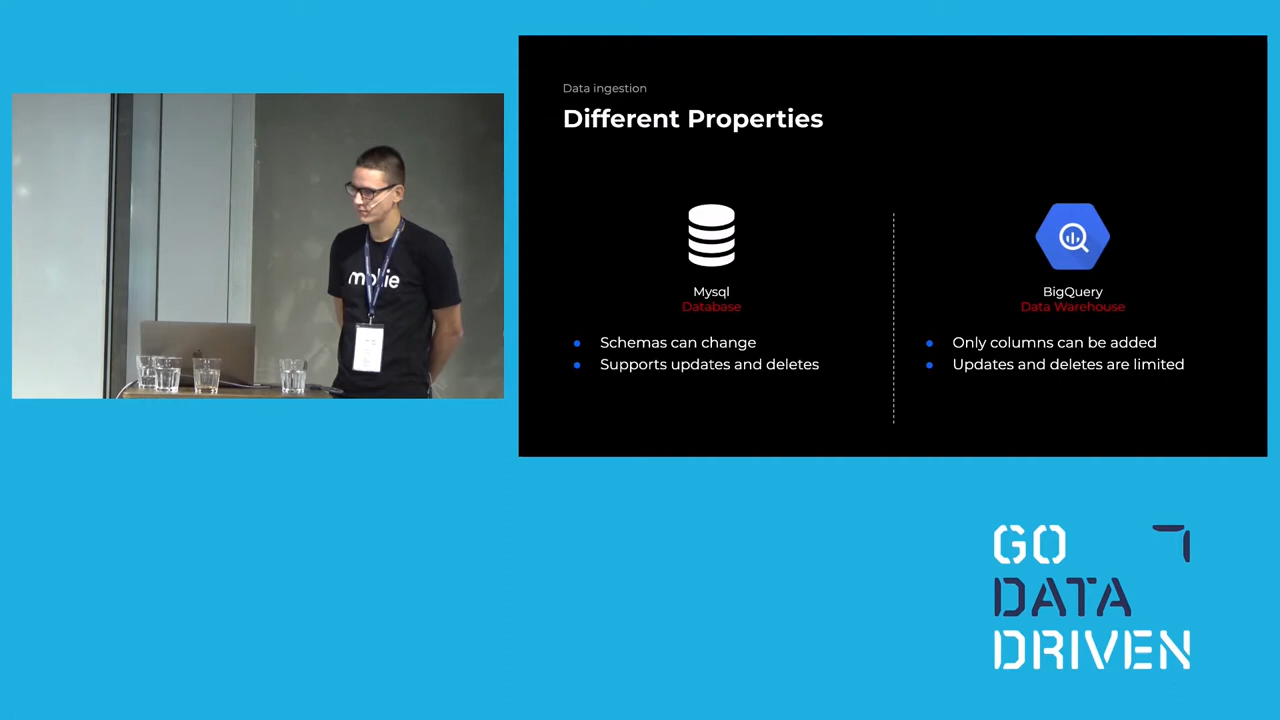 Data ingestion
Different Properties
Mysql
Database
Schemas can change
Supports updates and deletes
BigQuery
Data Warehouse
Only columns can be added
Updates and deletes are limited
mollie
GO
DATA
DRIVEN